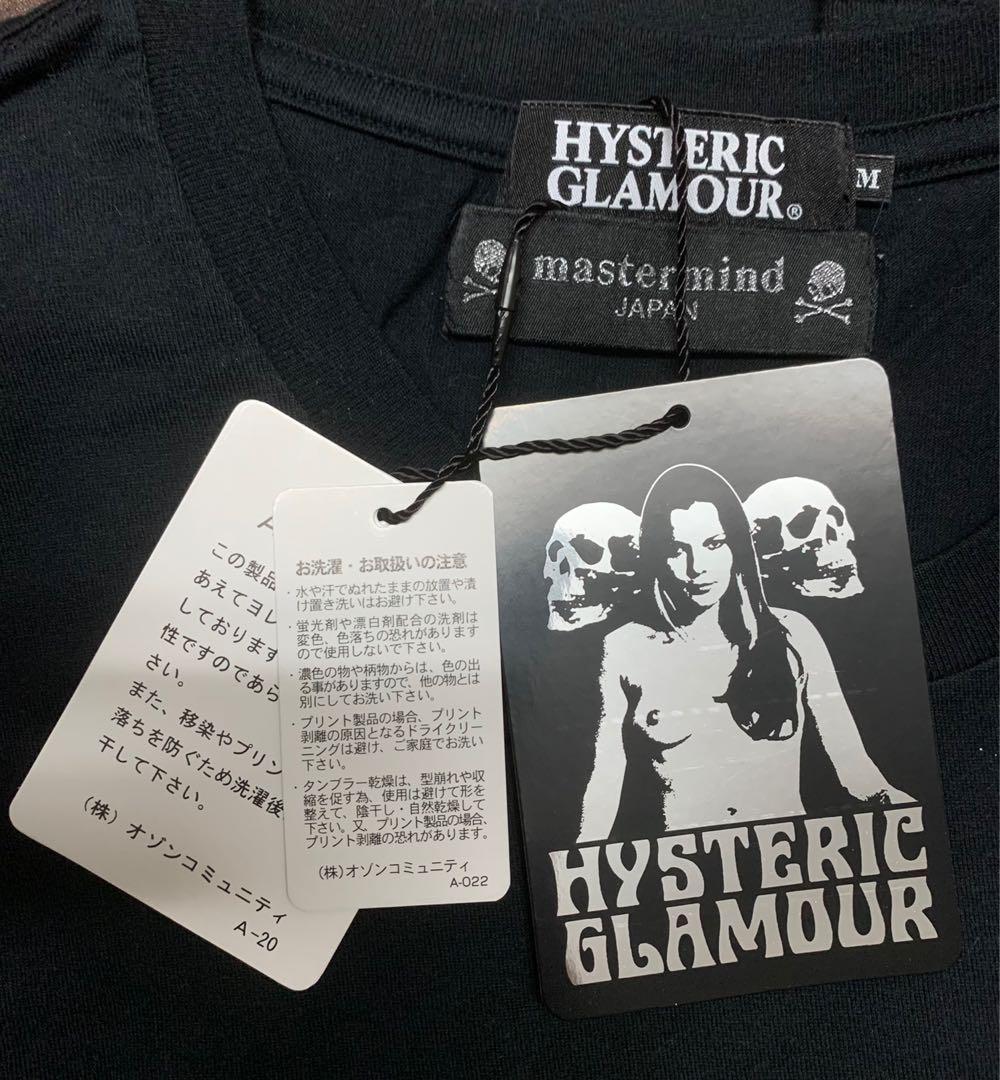 HYSTERIC
GLAMOUR®
M
mastermind
JAPAN
この製品
あえてヨレ
しております
性ですのであら
さい。
また、移染やプリン
落ちを防ぐため洗濯後
干して下さい。
(株) オゾンコミュニティ
A-20
お洗濯・お取扱いの注意
・水や汗でぬれたままの放置や漬
け置き洗いはお避け下さい。
・蛍光剤や漂白剤配合の洗剤は
変色、色落ちの恐れがあります
ので使用しないで下さい。
・濃色の物や柄物からは、色の出
る事がありますので、他の物とは
別にしてお洗い下さい。
・プリント製品の場合、プリント
剥離の原因となるドライクリー
ニングは避け、ご家庭でお洗い
下さい。
・タンブラー乾燥は、型崩れや収
縮を促す為、使用は避けて形を
整えて、陰干し・自然乾燥して
下さい。又、プリント製品の場合、
プリント剥離の恐れがあります。
(株)オゾンコミュニティ
A-022
HYSTERIC
GLAMOUR